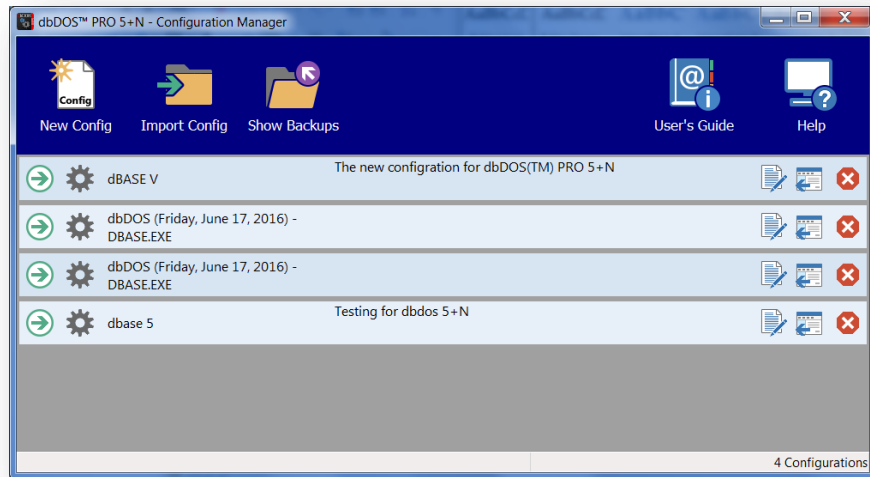 dbDOS™ PRO 5+N - Configuration Manager
Config
New Config
Import Config
Show Backups
User's Guide
Help
dBASE V
The new configration for dbDOS(TM) PRO 5+N
dbDOS (Friday, June 17, 2016) -
DBASE.EXE
dbDOS (Friday, June 17, 2016) -
DBASE.EXE
dbase 5
Testing for dbdos 5+N
4 Configurations